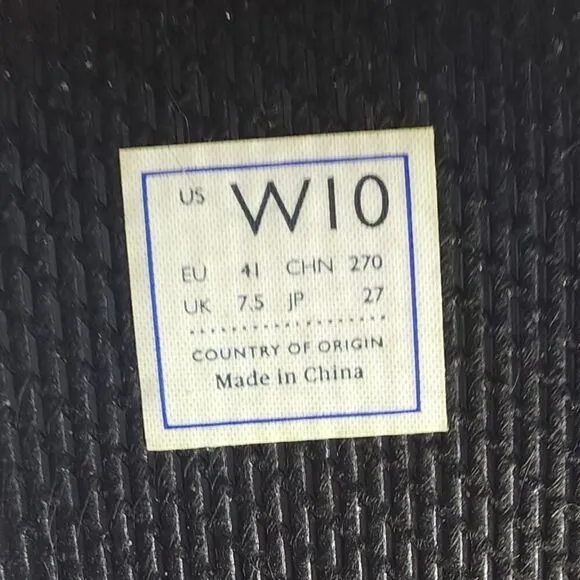 US W10
EU 41 CHN 270
UK 7.5 JP 27
COUNTRY OF ORIGIN
Made in China